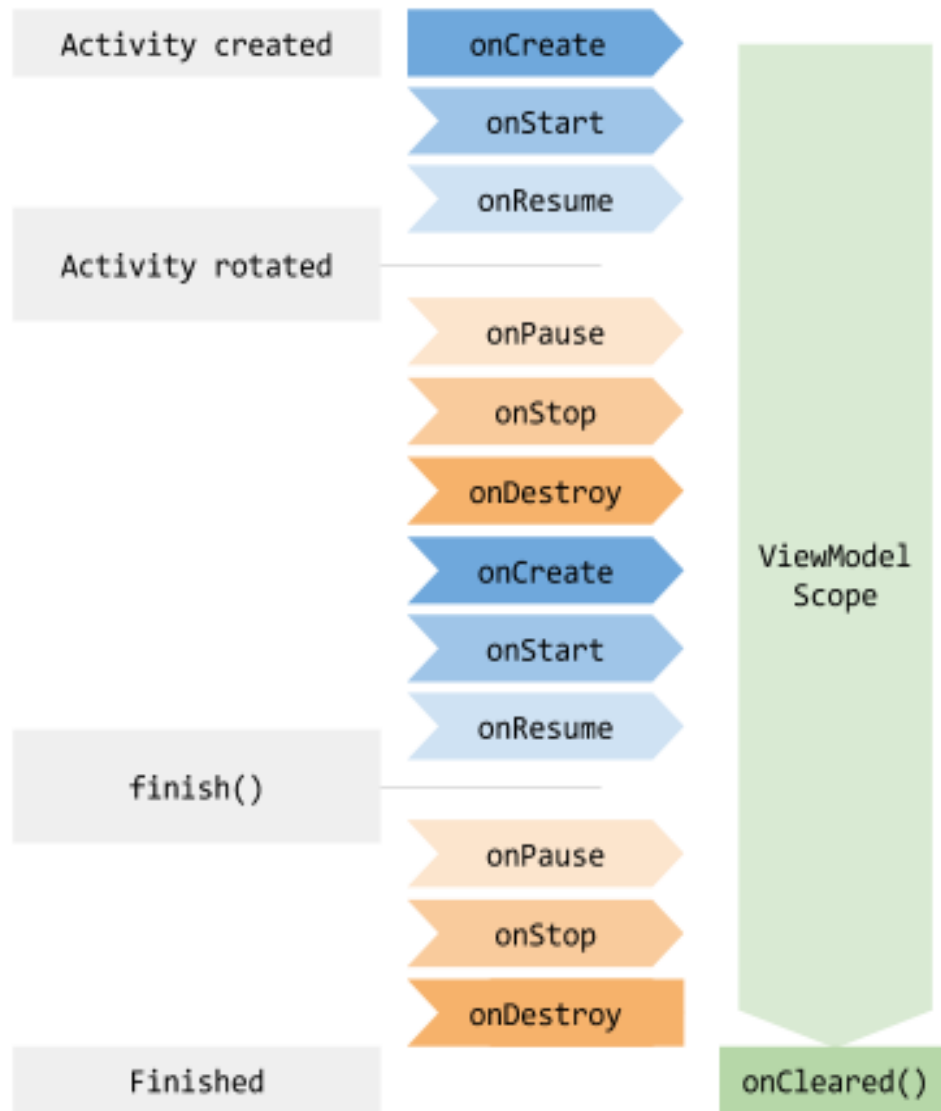 Activity created
onCreate
onStart
onResume
Activity rotated
onPause
onStop
onDestroy
onCreate
onStart
onResume
finish()
onPause
onStop
onDestroy
Finished
ViewModel
Scope
onCleared()